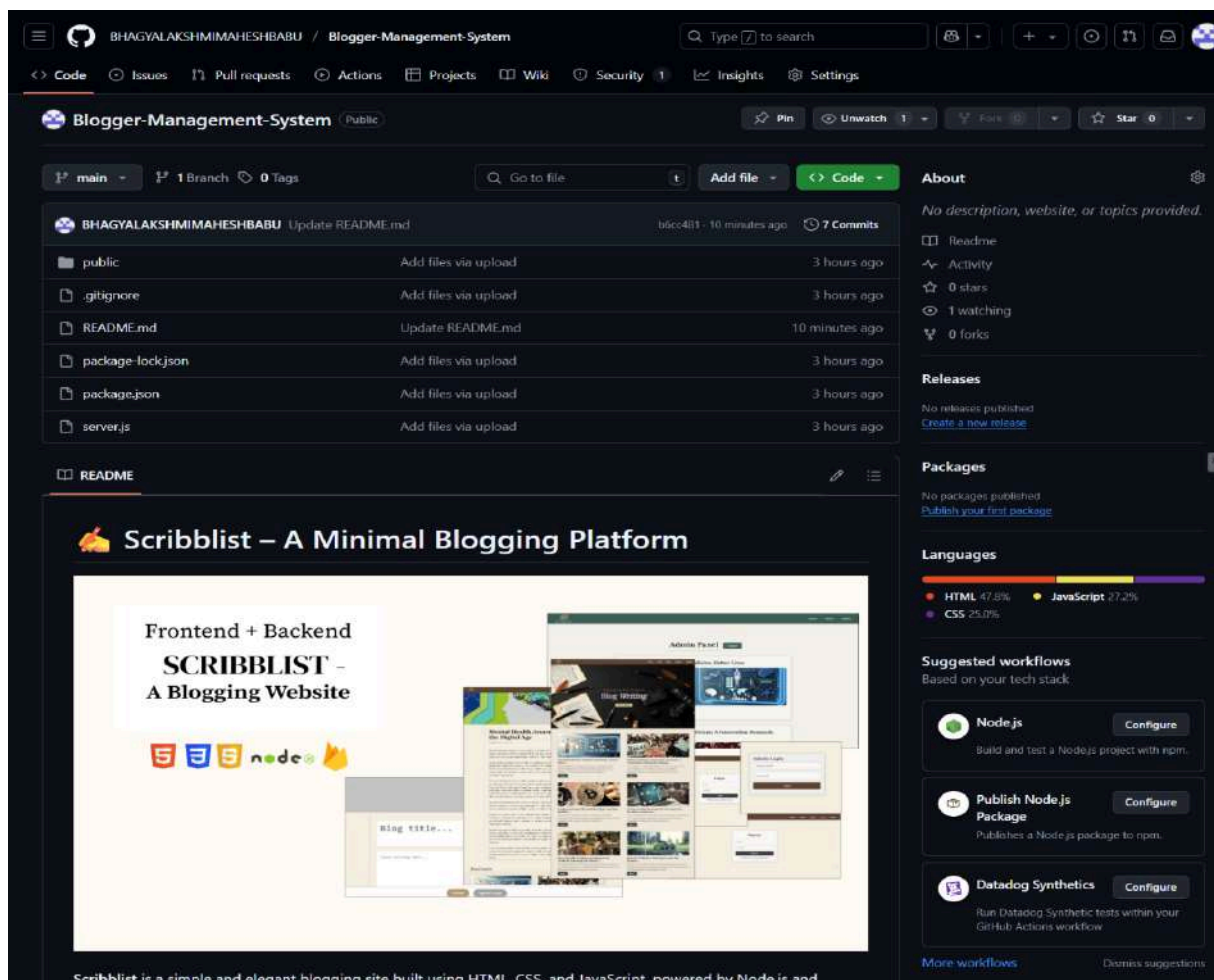 BHAGYALAKSHMIMAHESHBABU / Blogger-Management-System
Type / to search
Code Issues Pull requests Actions Projects Wiki Security 1 Insights Settings
Blogger-Management-System Public
Pin Unwatch 1 Fork 0 Star 0
main 1 Branch 0 Tags
Go to file t Add file Code
BHAGYALAKSHMIMAHESHBABU Update README.md b6cc481 · 10 minutes ago 7 Commits
public Add files via upload 3 hours ago
.gitignore Add files via upload 3 hours ago
README.md Update README.md 10 minutes ago
package-lock.json Add files via upload 3 hours ago
package.json Add files via upload 3 hours ago
server.js Add files via upload 3 hours ago
README
Scribblist – A Minimal Blogging Platform
Frontend + Backend
SCRIBBLIST -
A Blogging Website
node
Admin Panel
Blog Writing
Mental Health
the Digital Age
Admin Login
Blog title...
Scribblist is a simple and elegant blogging site built using HTML, CSS, and JavaScript, powered by Node.js and
About
No description, website, or topics provided.
Readme
Activity
0 stars
1 watching
0 forks
Releases
No releases published
Create a new release
Packages
No packages published
Publish your first package
Languages
HTML 47.8% JavaScript 27.2%
CSS 25.0%
Suggested workflows
Based on your tech stack
Node.js Configure
Build and test a Node.js project with npm.
Publish Node.js Package Configure
Publishes a Node.js package to npm.
Datadog Synthetics Configure
Run Datadog Synthetic tests within your
GitHub Actions workflow
More workflows Dismiss suggestions